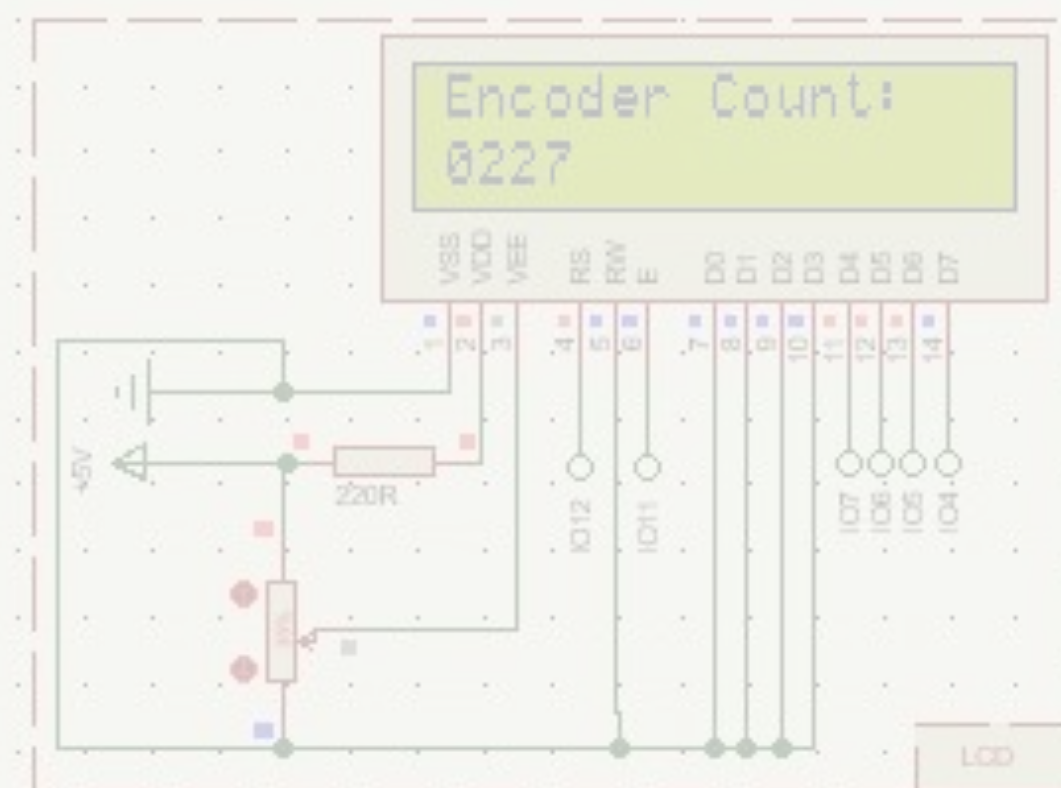 Encoder Count:
0227
VSS
VDD
VEE
RS
RW
E
D0
D1
D2
D3
D4
D5
D6
D7
1
2
3
4
5
6
7
8
9
10
11
12
13
14
+5V
220R
IO12
IO11
IO7
IO6
IO5
IO4
LCD